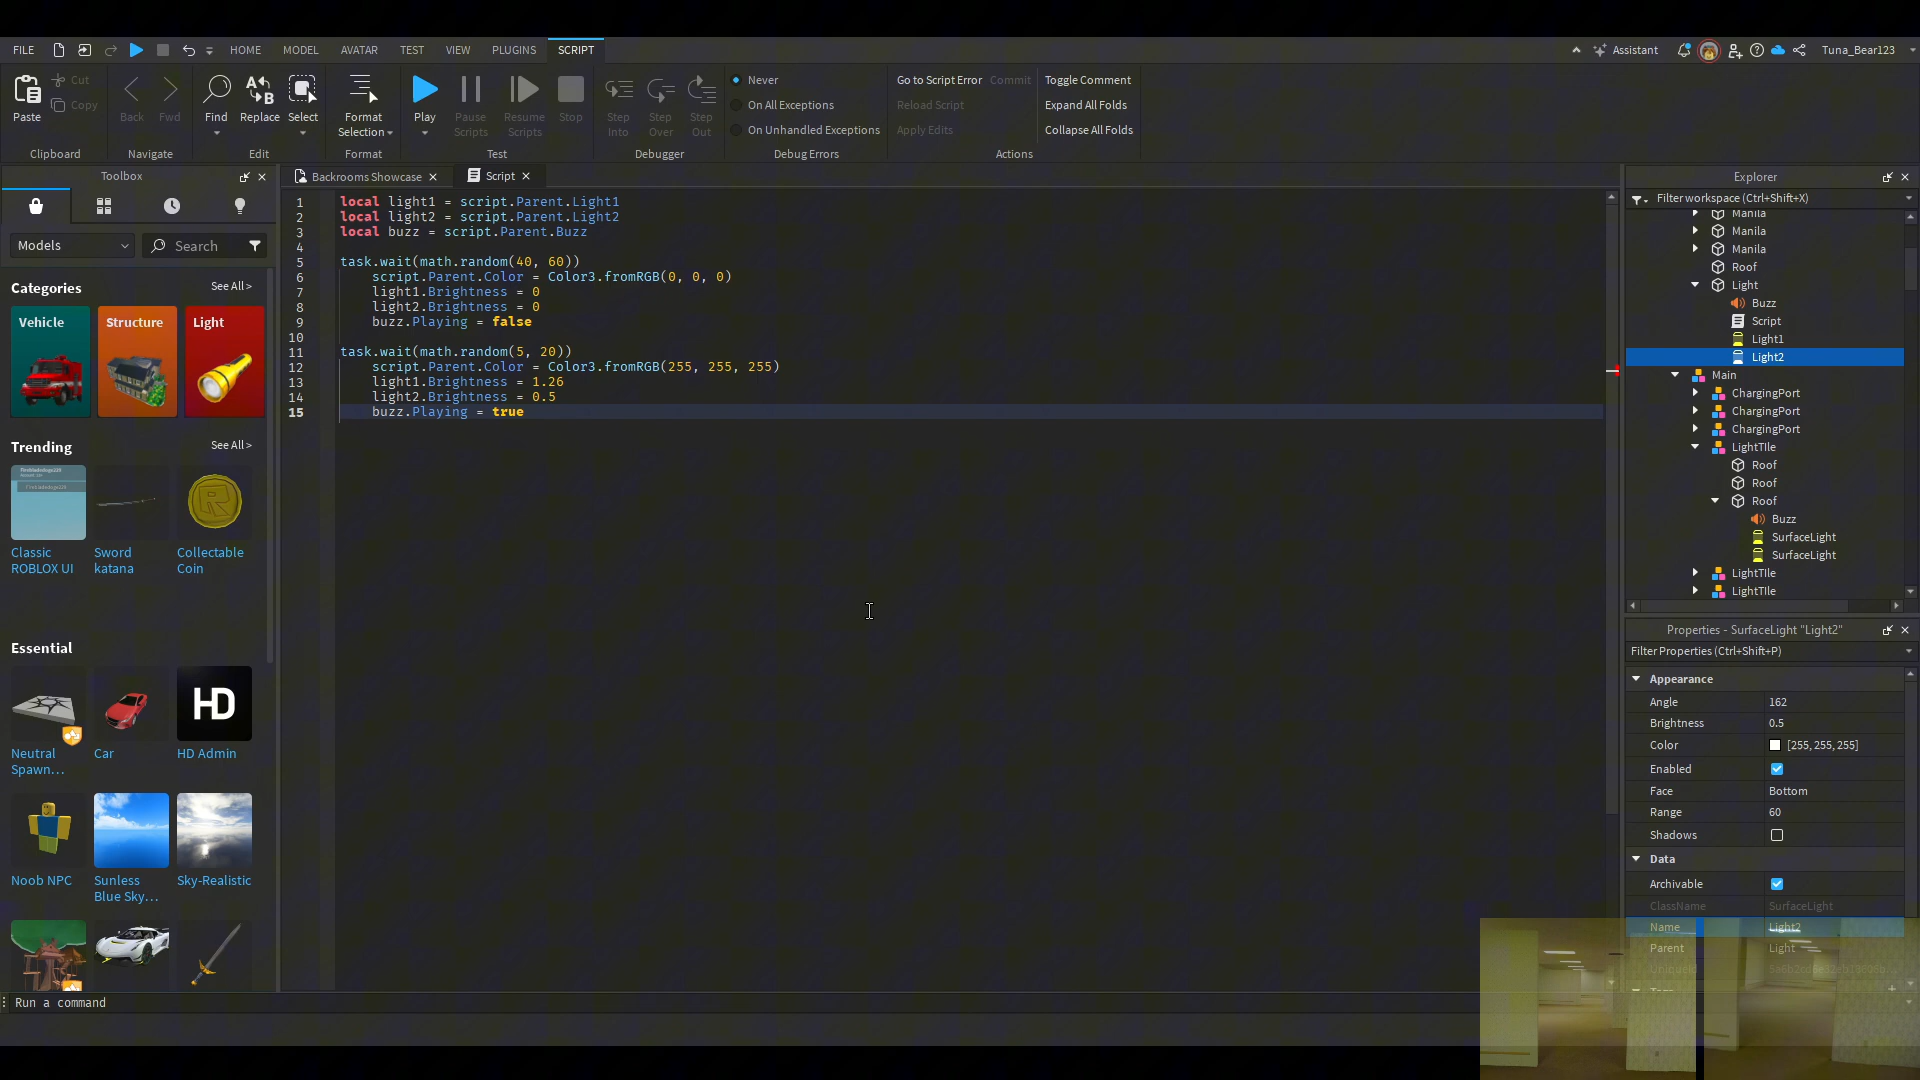 FILE HOME MODEL AVATAR TEST VIEW PLUGINS SCRIPT Assistant Tuna_Bear123
Paste Cut Copy Clipboard
Back Fwd Navigate
Find Replace Select Edit
Format Selection Format
Play Pause Scripts Resume Scripts Stop Test
Step Into Step Over Step Out Debugger
Never
On All Exceptions
On Unhandled Exceptions
Debug Errors
Go to Script Error Commit Toggle Comment
Reload Script Expand All Folds
Apply Edits Collapse All Folds
Actions
Toolbox
Models Search
Categories See All >
Vehicle Structure Light
Trending See All >
Classic ROBLOX UI
Sword katana
Collectable Coin
Essential
HD
Neutral Spawn...
Car
HD Admin
Noob NPC
Sunless Blue Sky...
Sky-Realistic
Backrooms Showcase Script
1 local light1 = script.Parent.Light1
2 local light2 = script.Parent.Light2
3 local buzz = script.Parent.Buzz
4
5 task.wait(math.random(40, 60))
6 script.Parent.Color = Color3.fromRGB(0, 0, 0)
7 light1.Brightness = 0
8 light2.Brightness = 0
9 buzz.Playing = false
10
11 task.wait(math.random(5, 20))
12 script.Parent.Color = Color3.fromRGB(255, 255, 255)
13 light1.Brightness = 1.26
14 light2.Brightness = 0.5
15 buzz.Playing = true
Explorer
Filter workspace (Ctrl+Shift+X)
Manila
Manila
Manila
Roof
Light
Buzz
Script
Light1
Light2
Main
ChargingPort
ChargingPort
ChargingPort
LightTIle
Roof
Roof
Roof
Buzz
SurfaceLight
SurfaceLight
LightTIle
LightTIle
Properties - SurfaceLight "Light2"
Filter Properties (Ctrl+Shift+P)
Appearance
Angle 162
Brightness 0.5
Color [255, 255, 255]
Enabled
Face Bottom
Range 60
Shadows
Data
Archivable
ClassName SurfaceLight
Name Light2
Parent Light
UniqueId
Run a command